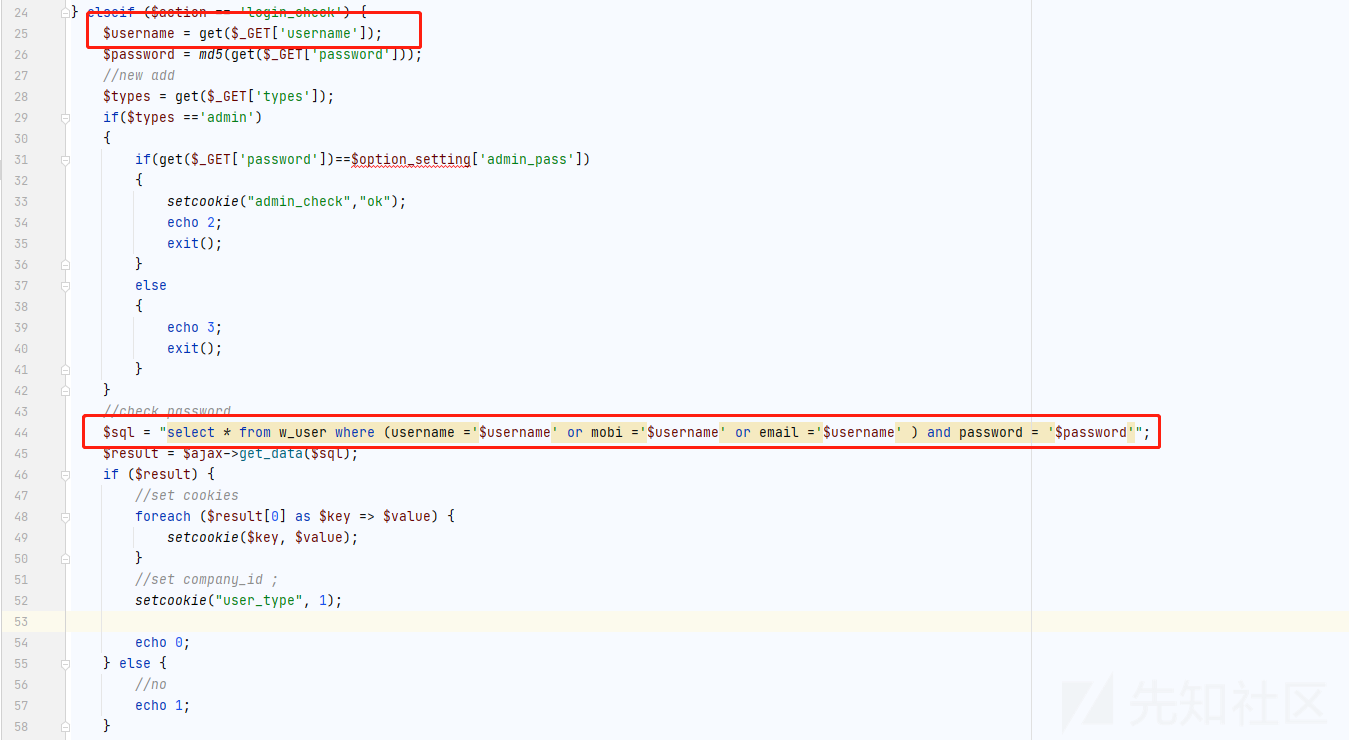 24 } elseif ($action == 'login_check') {
25 $username = get($_GET['username']);
26 $password = md5(get($_GET['password']));
27 //new add
28 $types = get($_GET['types']);
29 if($types =='admin')
30 {
31 if(get($_GET['password'])==$option_setting['admin_pass'])
32 {
33 setcookie("admin_check","ok");
34 echo 2;
35 exit();
36 }
37 else
38 {
39 echo 3;
40 exit();
41 }
42 }
43 //check password
44 $sql = "select * from w_user where (username ='$username' or mobi ='$username' or email ='$username' ) and password = '$password'";
45 $result = $ajax->get_data($sql);
46 if ($result) {
47 //set cookies
48 foreach ($result[0] as $key => $value) {
49 setcookie($key, $value);
50 }
51 //set company_id ;
52 setcookie("user_type", 1);
53
54 echo 0;
55 } else {
56 //no
57 echo 1;
58 }
先知社区